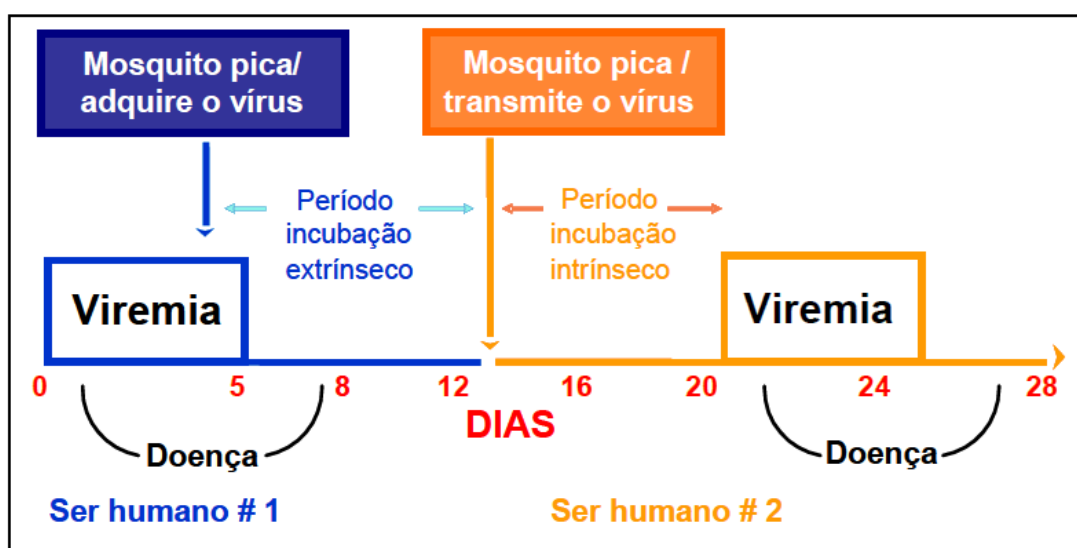 Mosquito pica/
adquire o vírus
Mosquito pica /
transmite o vírus
Período
incubação
extrínseco
Período
incubação
intrínseco
Viremia
Viremia
0 5 8 12 16 20 24 28
DIAS
Doença
Doença
Ser humano # 1
Ser humano # 2